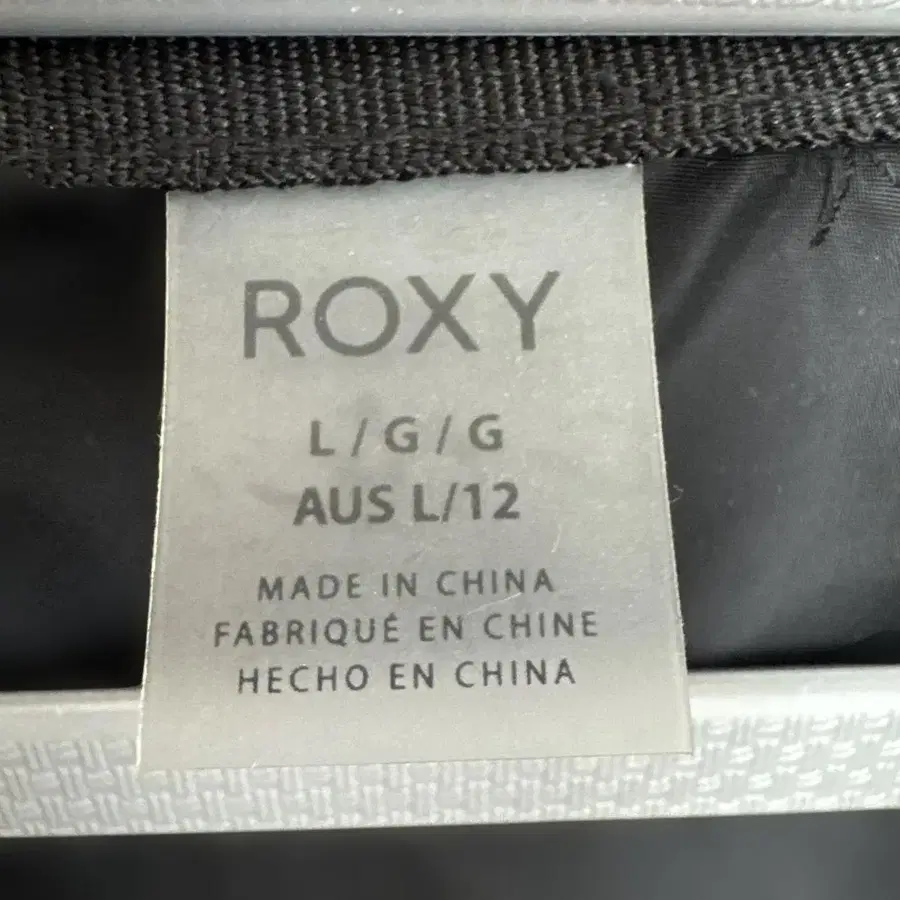 ROXY
L / G / G
AUS L/12
MADE IN CHINA
FABRIQUÉ EN CHINE
HECHO EN CHINA